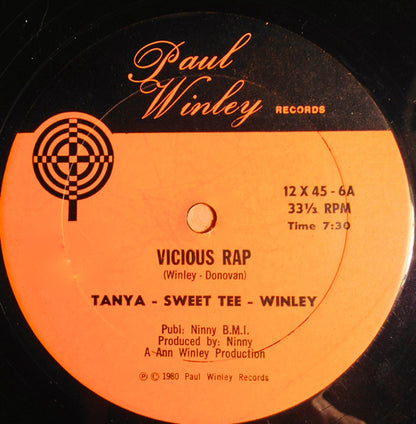 Paul
Winley RECORDS
12 X 45 - 6A
33⅓ RPM
Time 7:30
VICIOUS RAP
(Winley - Donovan)
TANYA - SWEET TEE - WINLEY
Publ: Ninny B.M.I.
Produced by: Ninny
A Ann Winley Production
℗ © 1980 Paul Winley Records